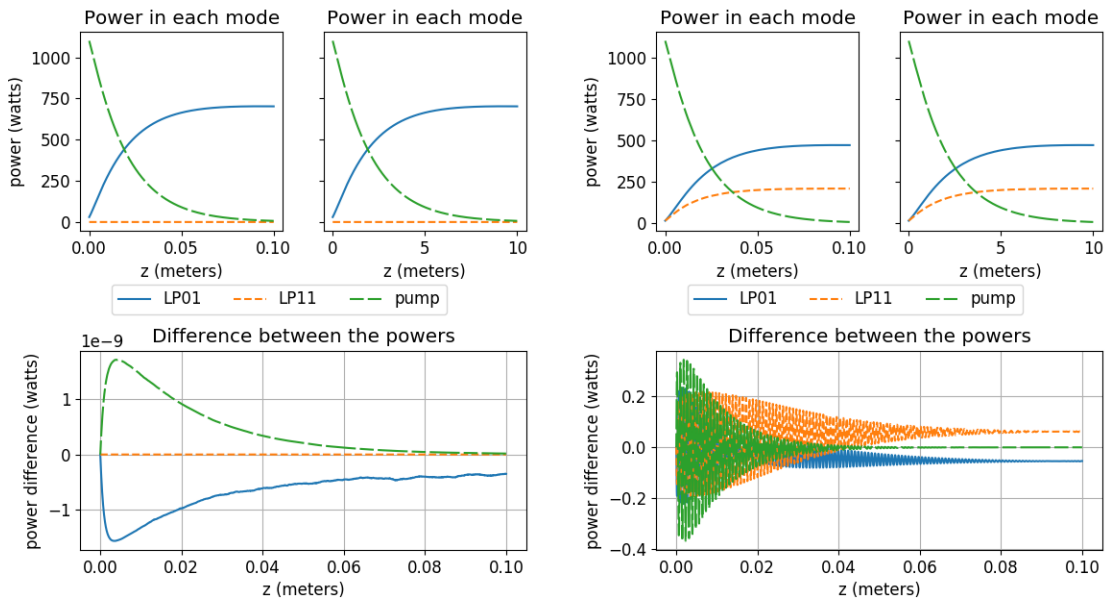 Power in each mode
Power in each mode
Power in each mode
Power in each mode
power (watts)
1000
750
500
250
0
0.00
0.05
0.10
z (meters)
0
5
10
z (meters)
power (watts)
1000
750
500
250
0
0.00
0.05
0.10
z (meters)
0
5
10
z (meters)
LP01 LP11 pump
LP01 LP11 pump
1e−9
Difference between the powers
power difference (watts)
1
0
−1
0.00
0.02
0.04
0.06
0.08
0.10
z (meters)
Difference between the powers
power difference (watts)
0.2
0.0
−0.2
−0.4
0.00
0.02
0.04
0.06
0.08
0.10
z (meters)